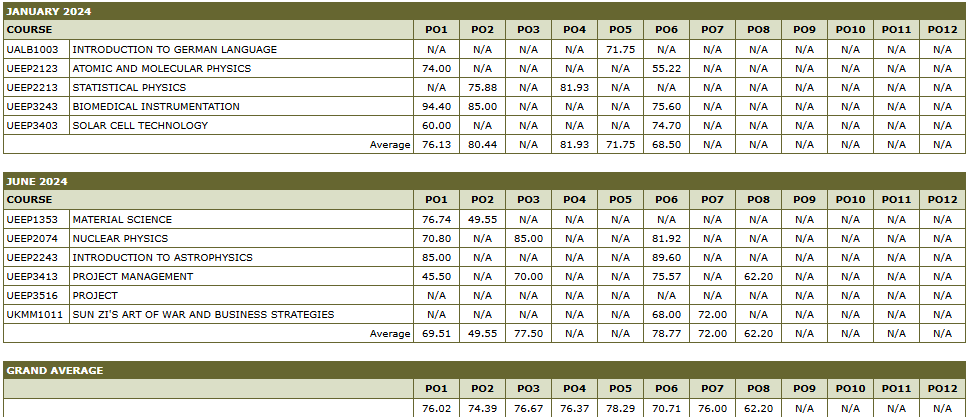 JANUARY 2024
COURSE PO1 PO2 PO3 PO4 PO5 PO6 PO7 PO8 PO9 PO10 PO11 PO12
UALB1003 INTRODUCTION TO GERMAN LANGUAGE N/A N/A N/A N/A 71.75 N/A N/A N/A N/A N/A N/A N/A
UEEP2123 ATOMIC AND MOLECULAR PHYSICS 74.00 N/A N/A N/A N/A 55.22 N/A N/A N/A N/A N/A N/A
UEEP2213 STATISTICAL PHYSICS N/A 75.88 N/A 81.93 N/A N/A N/A N/A N/A N/A N/A N/A
UEEP3243 BIOMEDICAL INSTRUMENTATION 94.40 85.00 N/A N/A N/A 75.60 N/A N/A N/A N/A N/A N/A
UEEP3403 SOLAR CELL TECHNOLOGY 60.00 N/A N/A N/A N/A 74.70 N/A N/A N/A N/A N/A N/A
Average 76.13 80.44 N/A 81.93 71.75 68.50 N/A N/A N/A N/A N/A N/A
JUNE 2024
COURSE PO1 PO2 PO3 PO4 PO5 PO6 PO7 PO8 PO9 PO10 PO11 PO12
UEEP1353 MATERIAL SCIENCE 76.74 49.55 N/A N/A N/A N/A N/A N/A N/A N/A N/A N/A
UEEP2074 NUCLEAR PHYSICS 70.80 N/A 85.00 N/A N/A 81.92 N/A N/A N/A N/A N/A N/A
UEEP2243 INTRODUCTION TO ASTROPHYSICS 85.00 N/A N/A N/A N/A 89.60 N/A N/A N/A N/A N/A N/A
UEEP3413 PROJECT MANAGEMENT 45.50 N/A 70.00 N/A N/A 75.57 N/A 62.20 N/A N/A N/A N/A
UEEP3516 PROJECT N/A N/A N/A N/A N/A N/A N/A N/A N/A N/A N/A N/A
UKMM1011 SUN ZI'S ART OF WAR AND BUSINESS STRATEGIES N/A N/A N/A N/A N/A 68.00 72.00 N/A N/A N/A N/A N/A
Average 69.51 49.55 77.50 N/A N/A 78.77 72.00 62.20 N/A N/A N/A N/A
GRAND AVERAGE
PO1 PO2 PO3 PO4 PO5 PO6 PO7 PO8 PO9 PO10 PO11 PO12
76.02 74.39 76.67 76.37 78.29 70.71 76.00 62.20 N/A N/A N/A N/A